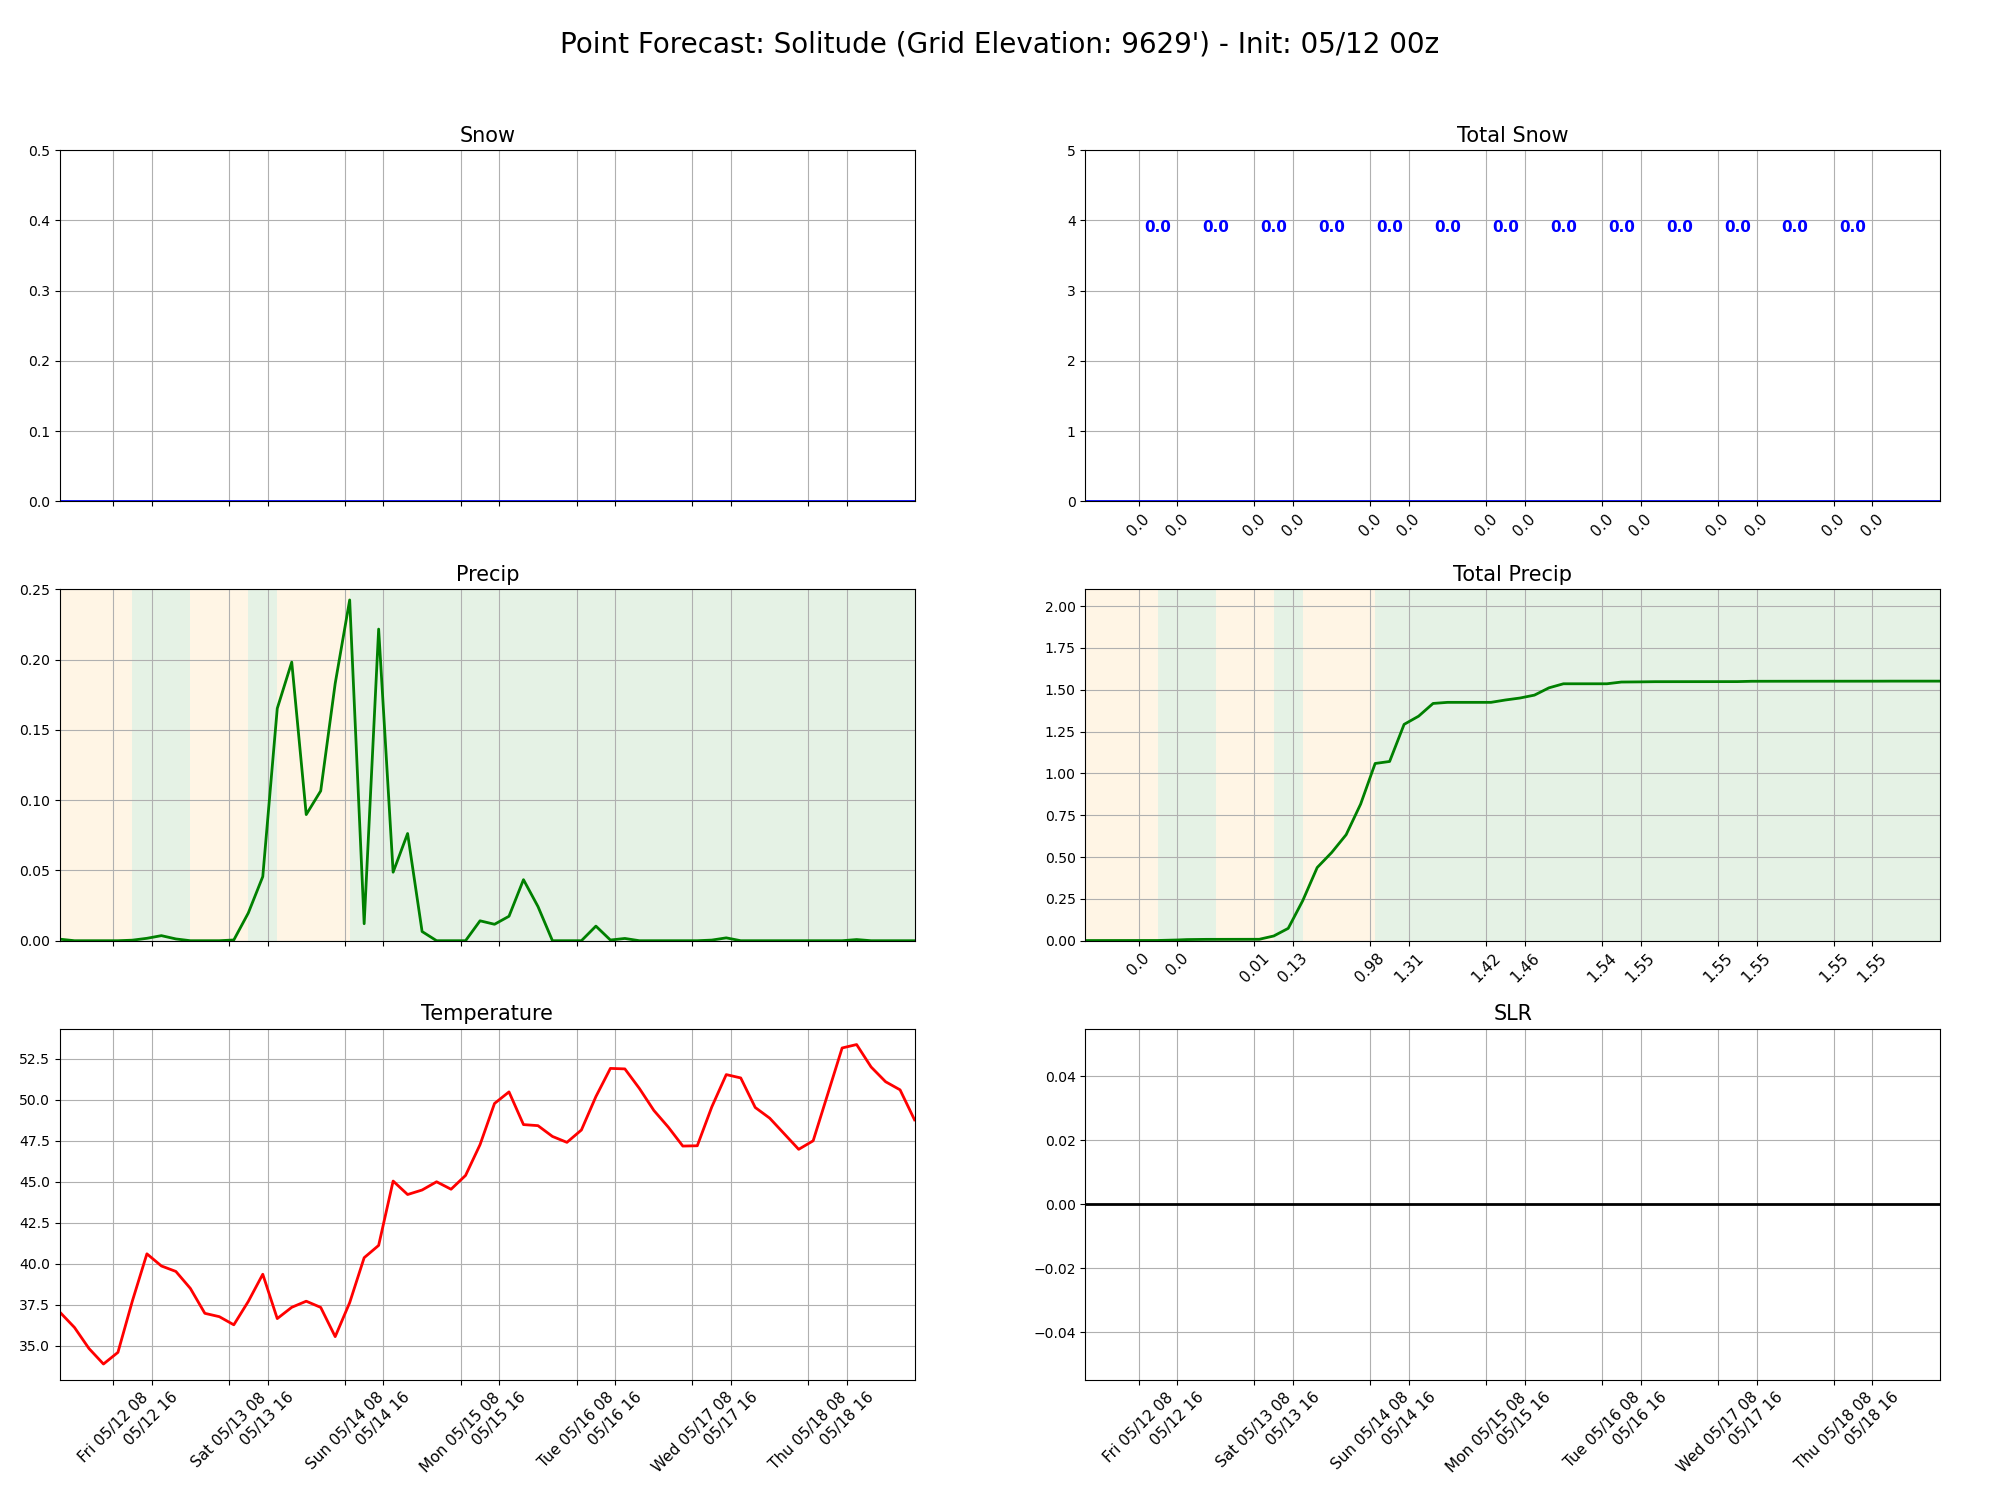 Point Forecast: Solitude (Grid Elevation: 9629') - Init: 05/12 00z
Snow
0.5
0.4
0.3
0.2
0.1
0.0
Total Snow
5
4
3
2
1
0
0.0 0.0 0.0 0.0 0.0 0.0 0.0 0.0 0.0 0.0 0.0 0.0 0.0
0.0 0.0 0.0 0.0 0.0 0.0 0.0 0.0 0.0 0.0 0.0 0.0 0.0 0.0
Precip
0.25
0.20
0.15
0.10
0.05
0.00
Total Precip
2.00
1.75
1.50
1.25
1.00
0.75
0.50
0.25
0.00
0.0 0.0 0.01 0.13 0.98 1.31 1.42 1.46 1.54 1.55 1.55 1.55 1.55 1.55
Temperature
52.5
50.0
47.5
45.0
42.5
40.0
37.5
35.0
Fri 05/12 08
05/12 16
Sat 05/13 08
05/13 16
Sun 05/14 08
05/14 16
Mon 05/15 08
05/15 16
Tue 05/16 08
05/16 16
Wed 05/17 08
05/17 16
Thu 05/18 08
05/18 16
SLR
0.04
0.02
0.00
−0.02
−0.04
Fri 05/12 08
05/12 16
Sat 05/13 08
05/13 16
Sun 05/14 08
05/14 16
Mon 05/15 08
05/15 16
Tue 05/16 08
05/16 16
Wed 05/17 08
05/17 16
Thu 05/18 08
05/18 16